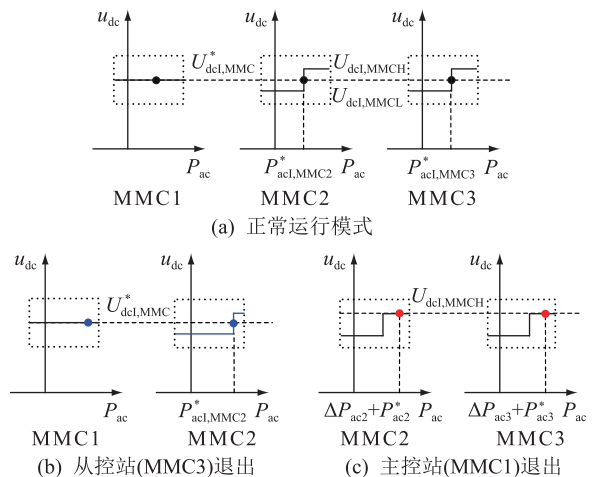 u_dc u_dc u_dc
U*_dcI,MMC U_dcI,MMCH
U_dcI,MMCL
P_ac P*_acI,MMC2 P_ac P*_acI,MMC3 P_ac
MMC1 MMC2 MMC3
(a) 正常运行模式
u_dc u_dc u_dc u_dc
U*_dcI,MMC U_dcI,MMCH
P_ac P*_acI,MMC2 P_ac ΔP_ac2+P*_ac2 P_ac ΔP_ac3+P*_ac3 P_ac
MMC1 MMC2 MMC2 MMC3
(b) 从控站(MMC3)退出 (c) 主控站(MMC1)退出